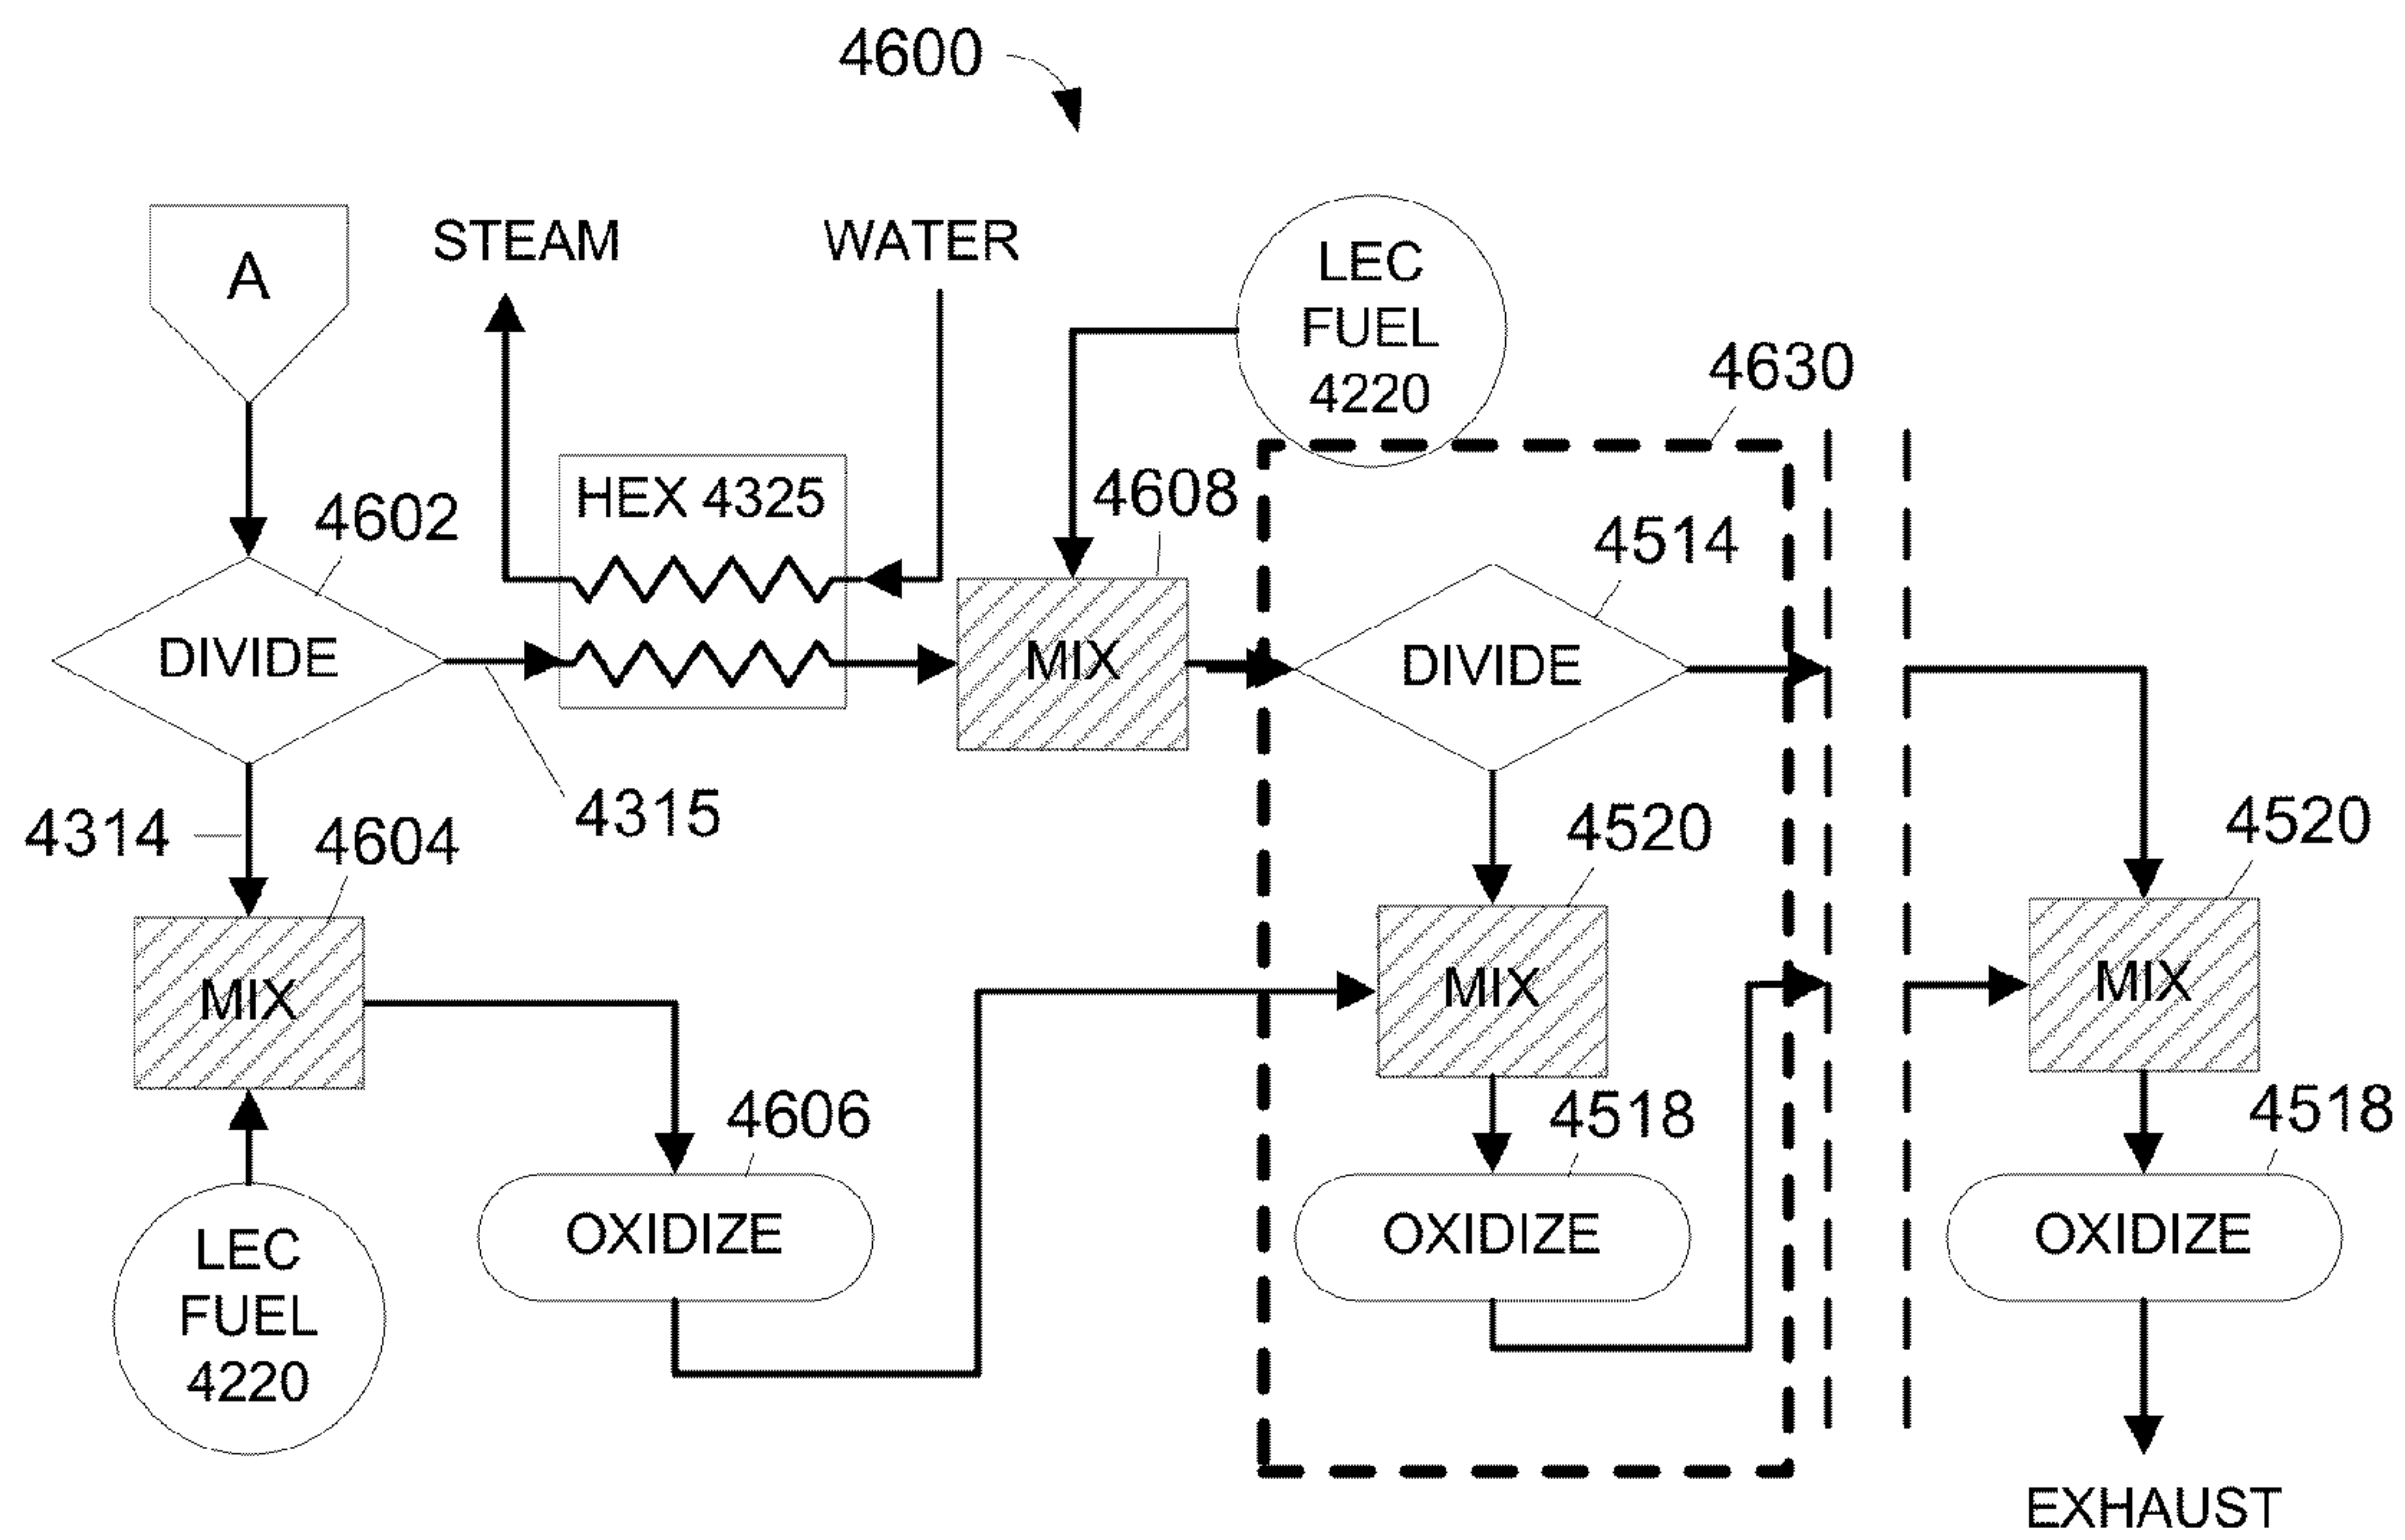 4600
A
STEAM
WATER
LEC
FUEL
4220
4630
HEX 4325
4602
4608
4514
DIVIDE
MIX
DIVIDE
4315
4314
4604
4520
4520
MIX
MIX
MIX
4606
4518
4518
LEC
FUEL
4220
OXIDIZE
OXIDIZE
OXIDIZE
EXHAUST